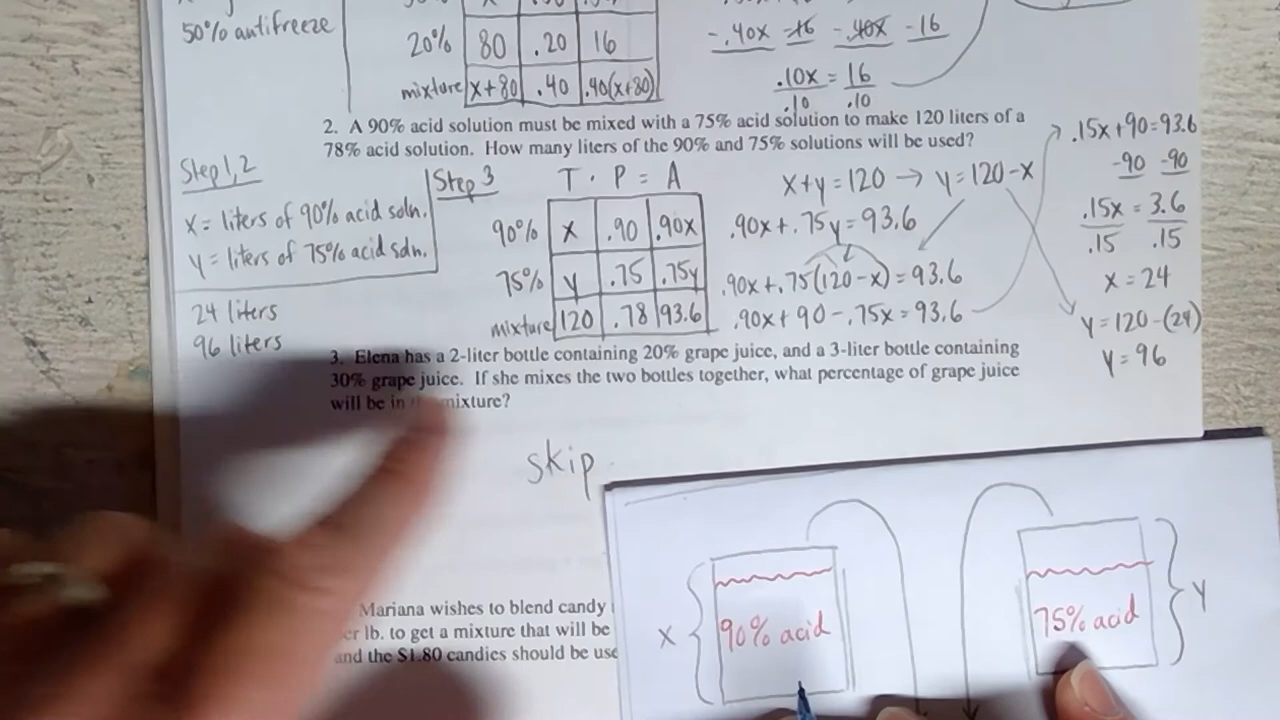 50% antifreeze
20% 80 .20 16
mixture x+80 .40 .40(x+80)
-.40x -16 -.40x -16
.10x = 16
.10 .10
2. A 90% acid solution must be mixed with a 75% acid solution to make 120 liters of a
78% acid solution. How many liters of the 90% and 75% solutions will be used?
Step 1,2
x = liters of 90% acid soln.
y = liters of 75% acid soln.
24 liters
96 liters
Step 3
T · P = A
90% x .90 .90x
75% y .75 .75y
mixture 120 .78 93.6
x+y = 120 → y = 120-x
.90x + .75y = 93.6
.90x + .75(120-x) = 93.6
.90x + 90 - .75x = 93.6
.15x + 90 = 93.6
-90 -90
.15x = 3.6
.15 .15
x = 24
y = 120-(24)
y = 96
3. Elena has a 2-liter bottle containing 20% grape juice, and a 3-liter bottle containing
30% grape juice. If she mixes the two bottles together, what percentage of grape juice
will be in mixture?
skip
Mariana wishes to blend candy
per lb. to get a mixture that will be
and the $1.80 candies should be use
x 90% acid
75% acid y